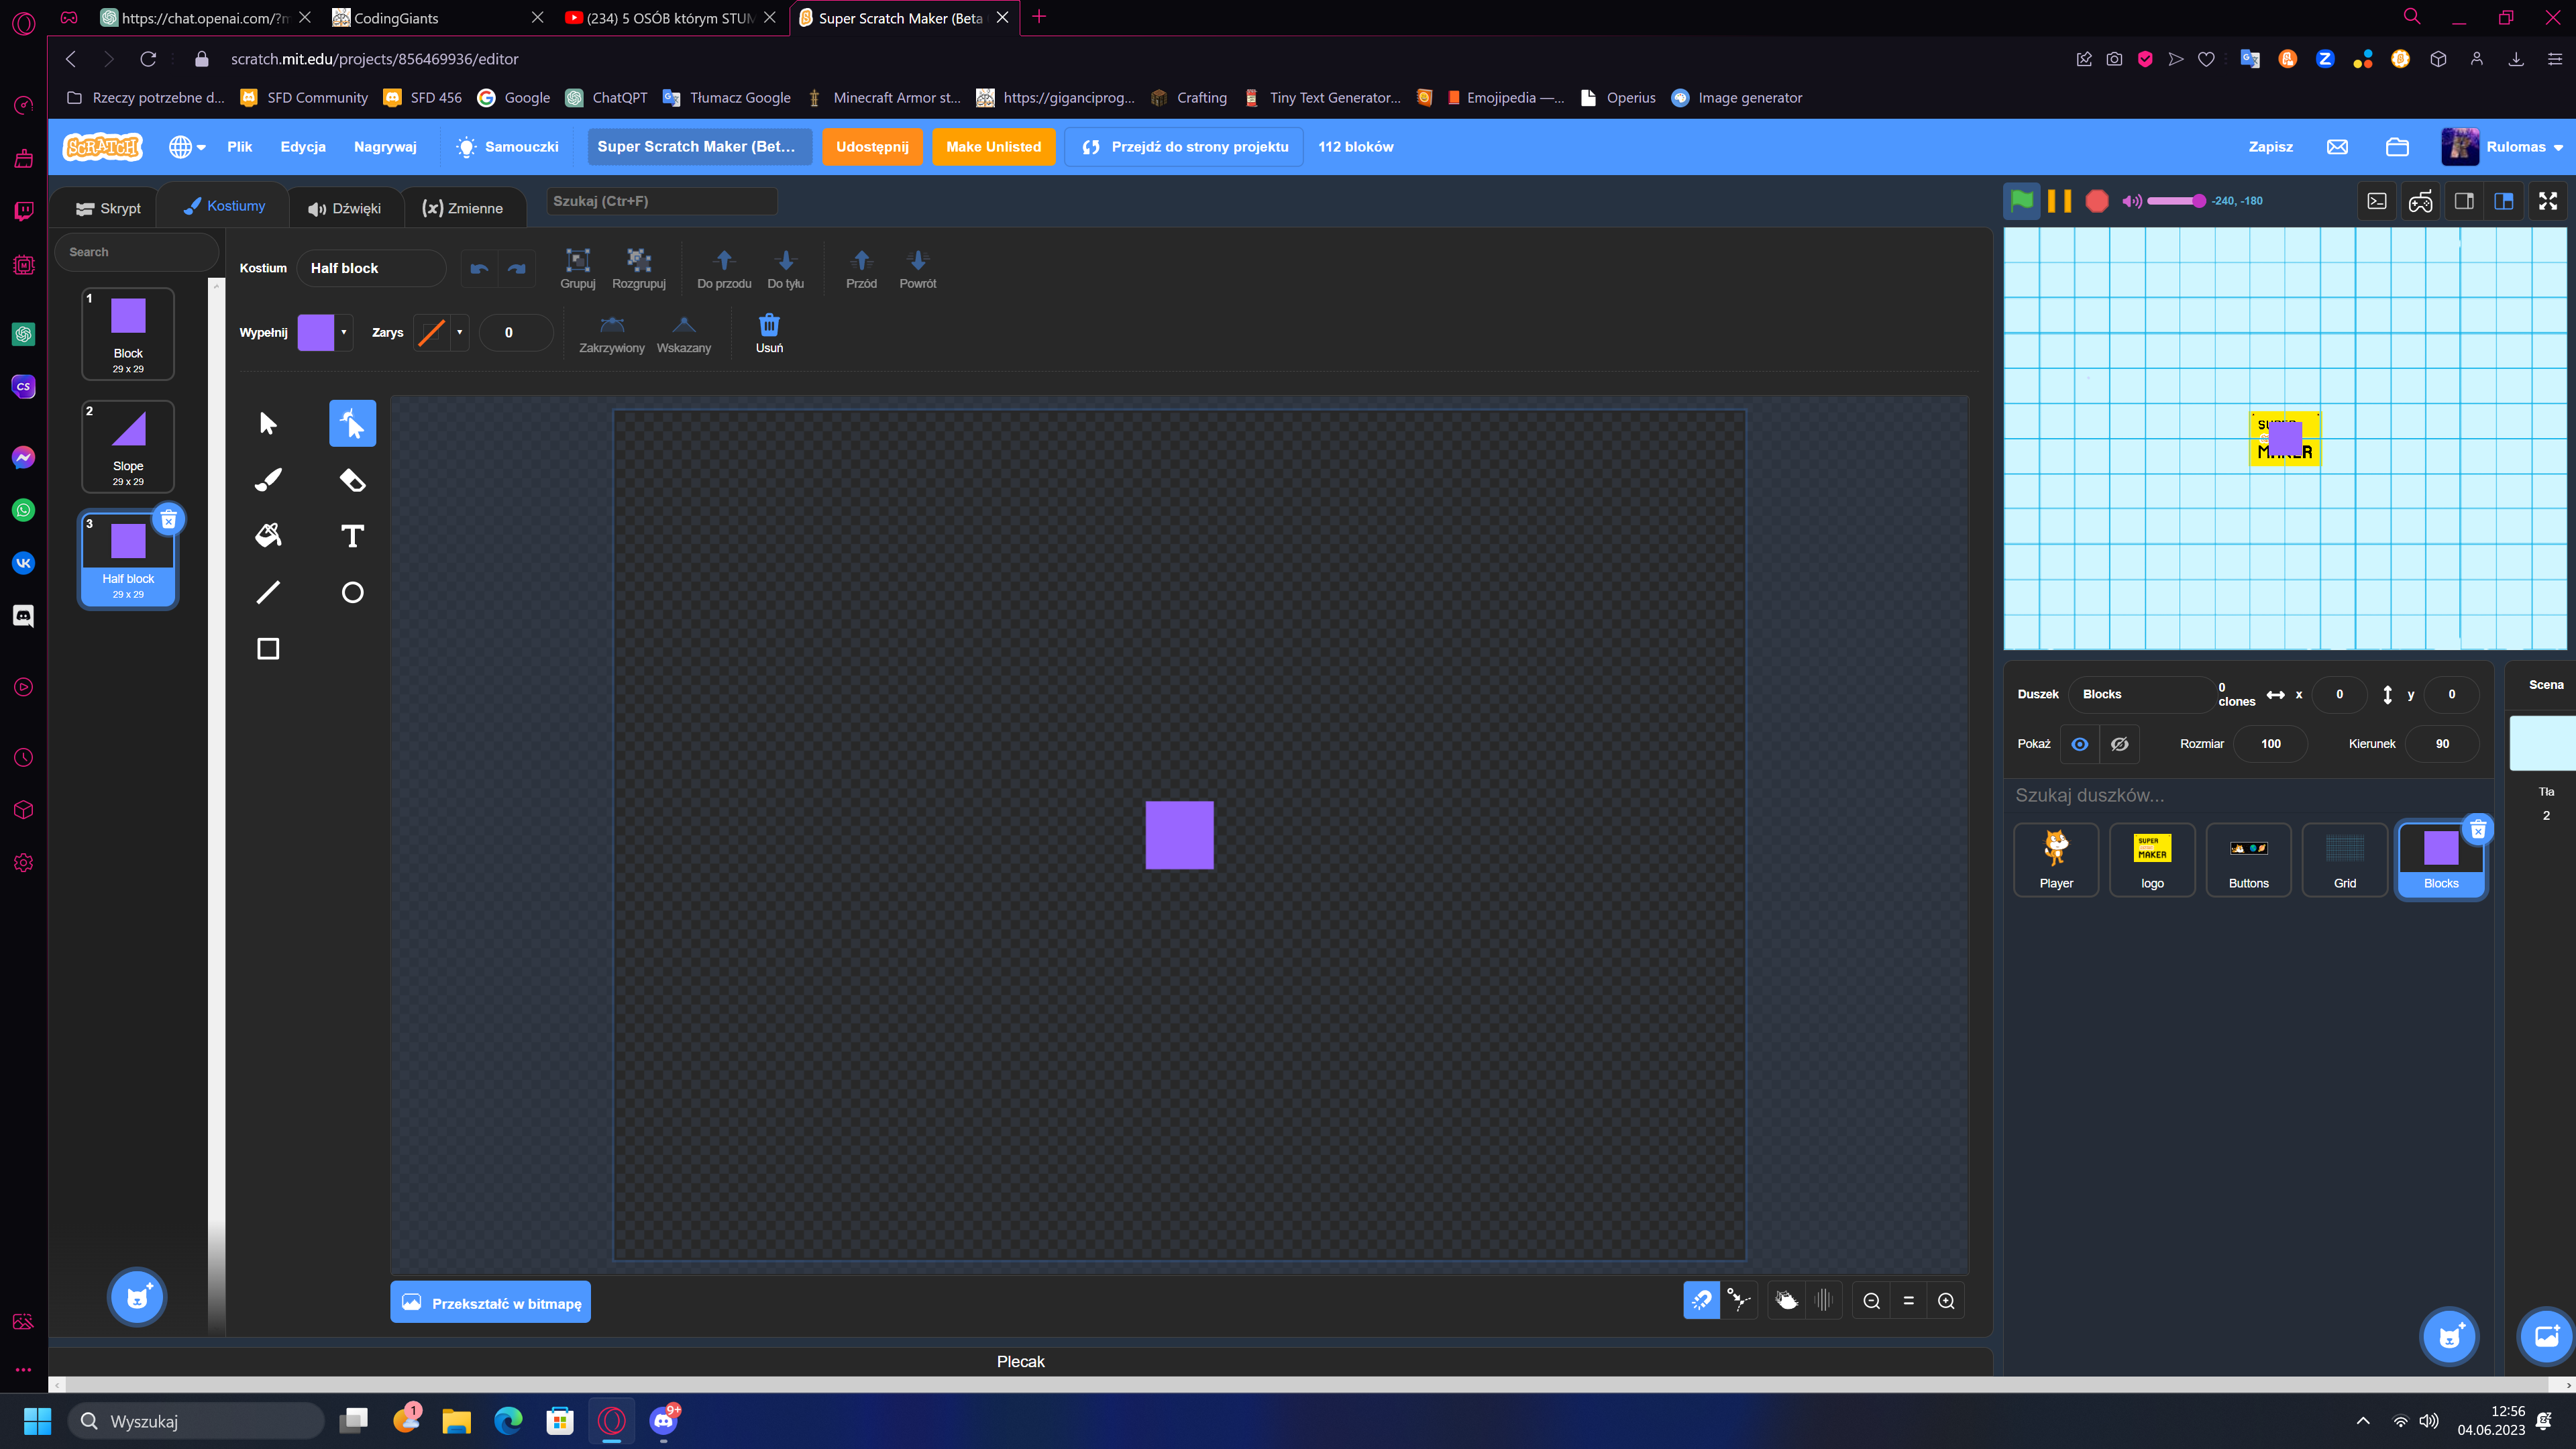 https://chat.openai.com/?m
CodingGiants
(234) 5 OSÓB którym STUM
Super Scratch Maker (Beta
scratch.mit.edu/projects/856469936/editor
Rzeczy potrzebne d...
SFD Community
SFD 456
Google
ChatQPT
Tłumacz Google
Minecraft Armor st...
https://giganciprog...
Crafting
Tiny Text Generator...
Emojipedia —...
Operius
Image generator
SCRATCH
Plik
Edycja
Nagrywaj
Samouczki
Super Scratch Maker (Bet...
Udostępnij
Make Unlisted
Przejdź do strony projektu
112 bloków
Zapisz
Rulomas
Skrypt
Kostiumy
Dźwięki
(x) Zmienne
Szukaj (Ctr+F)
-240, -180
Search
Kostium
Half block
Grupuj
Rozgrupuj
Do przodu
Do tyłu
Przód
Powrót
Wypełnij
Zarys
0
Zakrzywiony
Wskazany
Usuń
1
Block
29 x 29
2
Slope
29 x 29
3
Half block
29 x 29
MAKER
Duszek
Blocks
0 clones
x
0
y
0
Pokaż
Rozmiar
100
Kierunek
90
Scena
Tła
2
Szukaj duszków...
SUPER
MAKER
Player
logo
Buttons
Grid
Blocks
Przekształć w bitmapę
Plecak
Wyszukaj
1
9+
12:56
04.06.2023